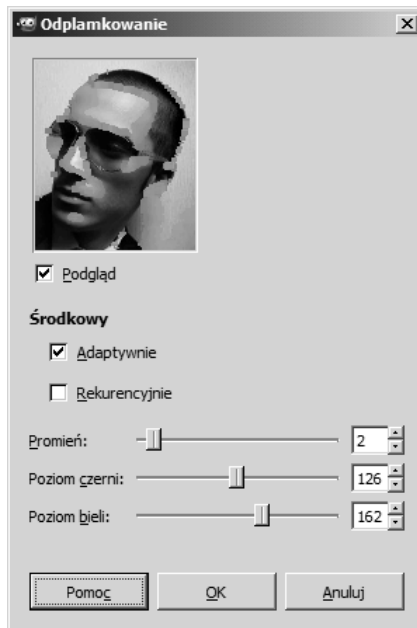 Odplamkowanie
Podgląd
Środkowy
Adaptywnie
Rekurencyjnie
Promień: 2
Poziom czerni: 126
Poziom bieli: 162
Pomoc OK Anuluj